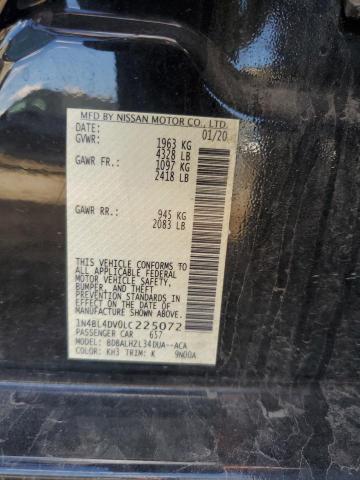 MFD BY NISSAN MOTOR CO., LTD.
DATE: 01/20
GVWR: 1963 KG
4328 LB
GAWR FR.: 1097 KG
2418 LB
GAWR RR.: 945 KG
2083 LB
THIS VEHICLE CONFORMS TO ALL
APPLICABLE FEDERAL MOTOR
VEHICLE SAFETY, BUMPER, AND THEFT
PREVENTION STANDARDS IN
EFFECT ON THE DATE OF
MANUFACTURE SHOWN ABOVE.
1N4BL4DV0LC225072
PASSENGER CAR 657
MODEL: BDBALHZL34DUA--ACA
COLOR: KH3 TRIM: K 9N00A